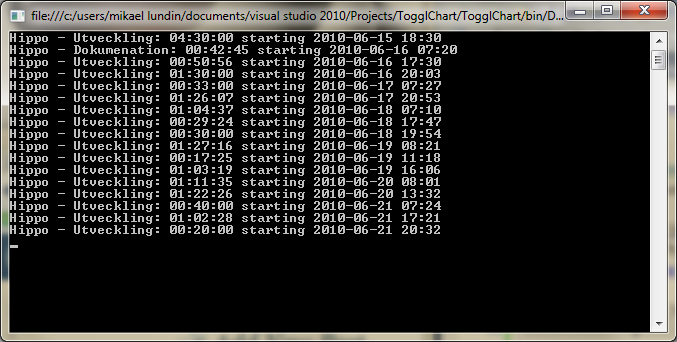 file:///c:/users/mikael lundin/documents/visual studio 2010/Projects/TogglChart/TogglChart/bin/D...
Hippo - Utveckling: 04:30:00 starting 2010-06-15 18:30
Hippo - Dokumenation: 00:42:45 starting 2010-06-16 07:20
Hippo - Utveckling: 00:50:56 starting 2010-06-16 17:30
Hippo - Utveckling: 01:30:00 starting 2010-06-16 20:03
Hippo - Utveckling: 00:33:00 starting 2010-06-17 07:27
Hippo - Utveckling: 01:26:07 starting 2010-06-17 20:53
Hippo - Utveckling: 01:04:37 starting 2010-06-18 07:10
Hippo - Utveckling: 00:29:24 starting 2010-06-18 17:47
Hippo - Utveckling: 00:30:00 starting 2010-06-18 19:54
Hippo - Utveckling: 01:27:16 starting 2010-06-19 08:21
Hippo - Utveckling: 00:17:25 starting 2010-06-19 11:18
Hippo - Utveckling: 01:03:19 starting 2010-06-19 16:06
Hippo - Utveckling: 01:11:35 starting 2010-06-20 08:01
Hippo - Utveckling: 01:22:26 starting 2010-06-20 13:32
Hippo - Utveckling: 00:40:00 starting 2010-06-21 07:24
Hippo - Utveckling: 01:02:28 starting 2010-06-21 17:21
Hippo - Utveckling: 00:20:00 starting 2010-06-21 20:32